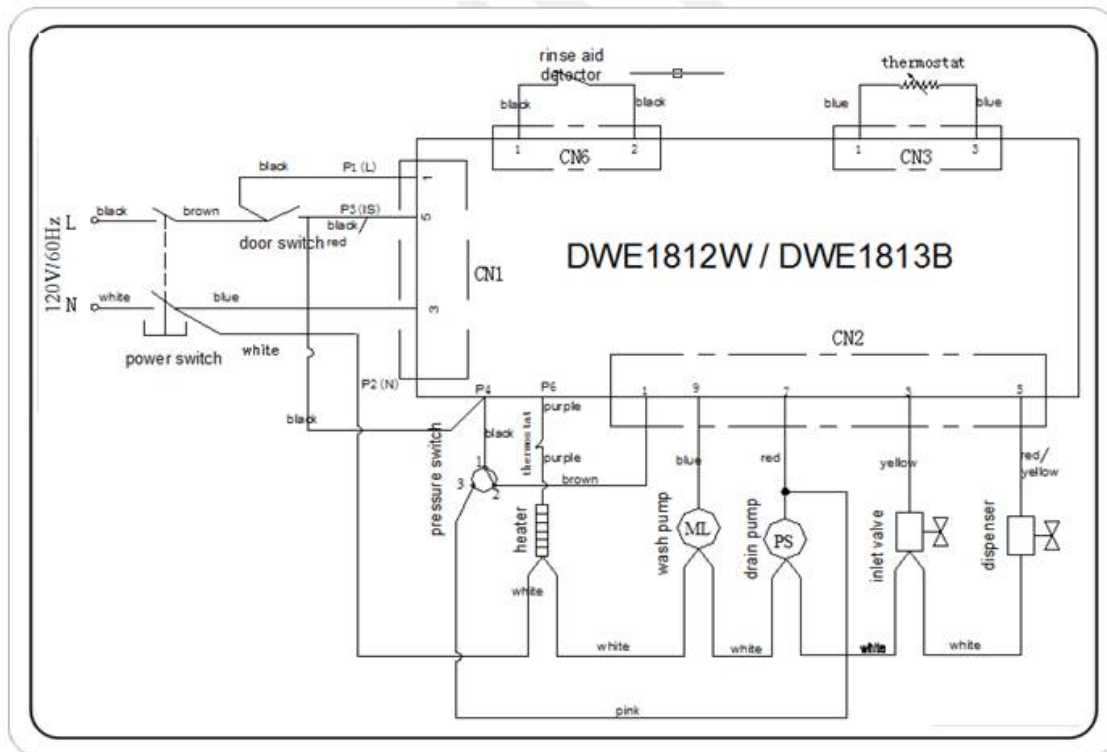 rinse aid
detector
thermostat
black
black
blue
blue
1
2
1
3
CN6
CN3
black
P1 (L)
1
L
black
brown
P3 (IS)
5
black/
red
door switch
DWE1812W / DWE1813B
CN1
120V/60Hz
N
white
blue
3
power switch
white
CN2
P2 (N)
P4
P6
1
9
7
3
5
purple
black
black
thermostat
pressure switch
1
purple
blue
red
yellow
red/
yellow
3
2
brown
heater
wash pump
ML
drain pump
PS
inlet valve
dispenser
white
white
white
white
white
pink